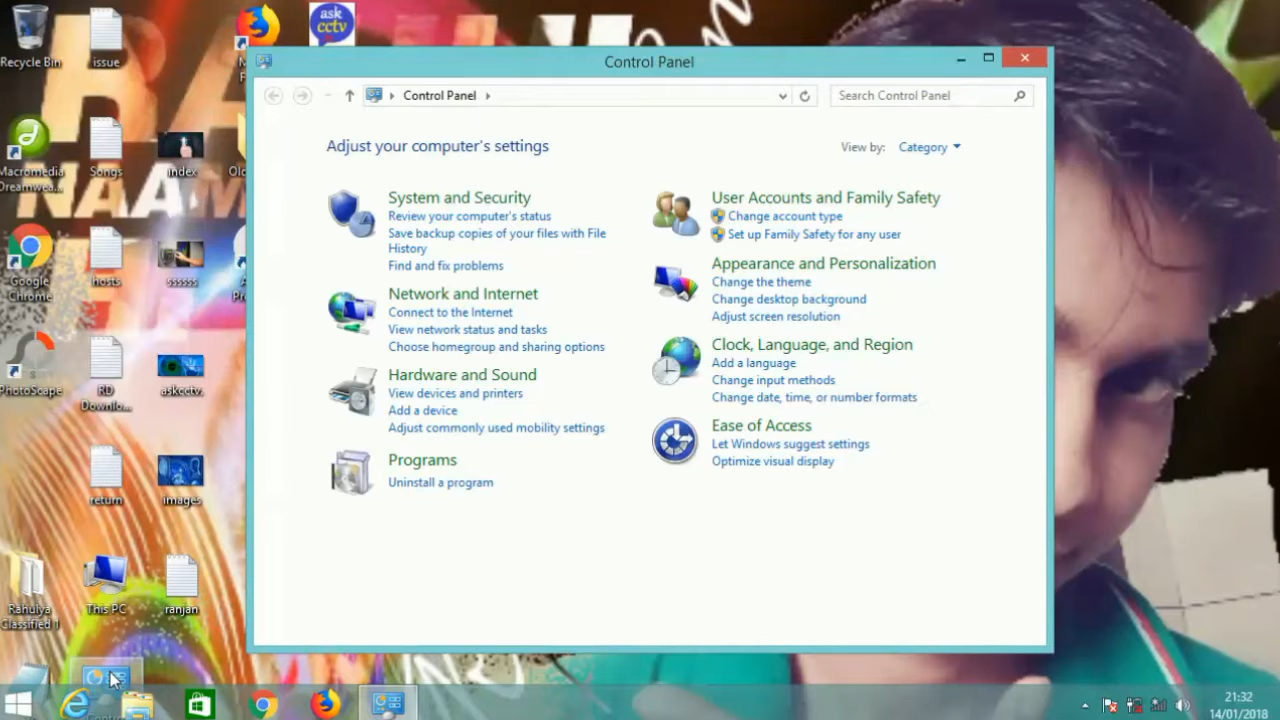 Recycle Bin
issue
ask
cctv
Control Panel
Control Panel
Search Control Panel
Adjust your computer's settings
View by:
Category
System and Security
Review your computer's status
Save backup copies of your files with File
History
Find and fix problems
Network and Internet
Connect to the Internet
View network status and tasks
Choose homegroup and sharing options
Hardware and Sound
View devices and printers
Add a device
Adjust commonly used mobility settings
Programs
Uninstall a program
User Accounts and Family Safety
Change account type
Set up Family Safety for any user
Appearance and Personalization
Change the theme
Change desktop background
Adjust screen resolution
Clock, Language, and Region
Add a language
Change input methods
Change date, time, or number formats
Ease of Access
Let Windows suggest settings
Optimize visual display
Macromedia
Dreamwea...
Songs
index
NAAM
Google
Chrome
hosts
ssssss
PhotoScape
RD
Downlo...
askcctv.
return
images
Rahulya
Classified 1
This PC
ranjan
21:32
14/01/2018